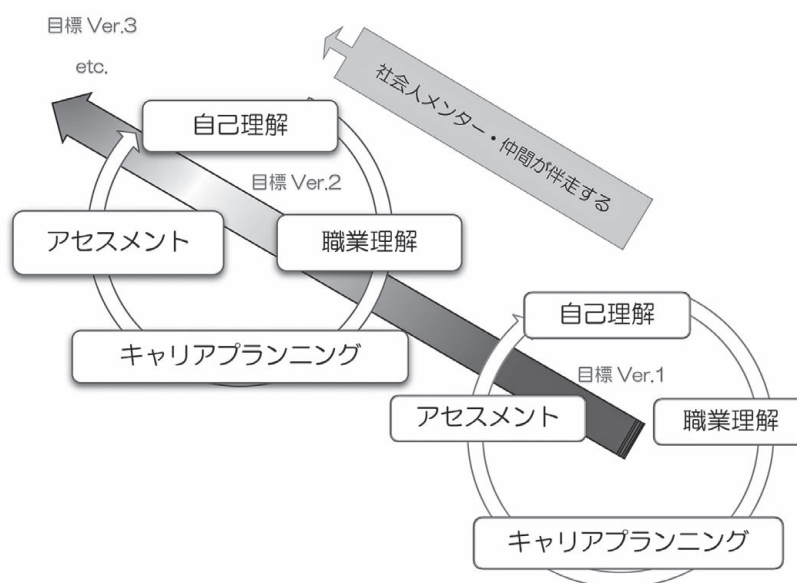 目標 Ver.3
etc.
社会人メンター・仲間が伴走する
自己理解
目標 Ver.2
アセスメント
職業理解
キャリアプランニング
自己理解
目標 Ver.1
アセスメント
職業理解
キャリアプランニング